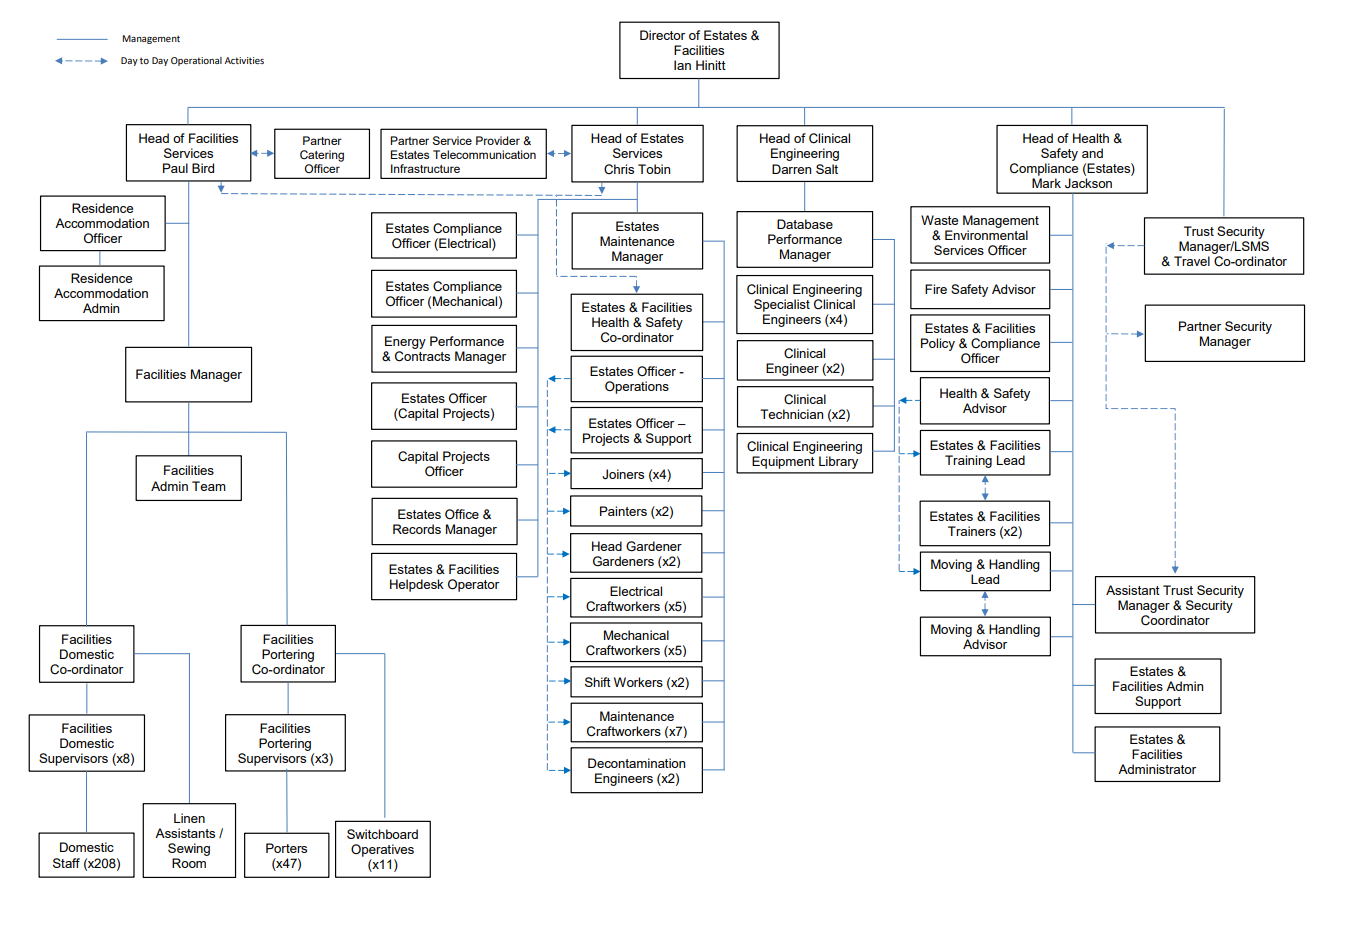 Management
Day to Day Operational Activities
Director of Estates &
Facilities
Ian Hinitt
Head of Facilities
Services
Paul Bird
Partner
Catering
Officer
Partner Service Provider &
Estates Telecommunication
Infrastructure
Head of Estates
Services
Chris Tobin
Head of Clinical
Engineering
Darren Salt
Head of Health &
Safety and
Compliance (Estates)
Mark Jackson
Residence
Accommodation
Officer
Residence
Accommodation
Admin
Facilities Manager
Facilities
Admin Team
Facilities
Domestic
Co-ordinator
Facilities
Portering
Co-ordinator
Facilities
Domestic
Supervisors (x8)
Facilities
Portering
Supervisors (x3)
Domestic
Staff (x208)
Linen
Assistants /
Sewing
Room
Porters
(x47)
Switchboard
Operatives
(x11)
Estates Compliance
Officer (Electrical)
Estates Compliance
Officer (Mechanical)
Energy Performance
& Contracts Manager
Estates Officer
(Capital Projects)
Capital Projects
Officer
Estates Office &
Records Manager
Estates & Facilities
Helpdesk Operator
Estates
Maintenance
Manager
Estates & Facilities
Health & Safety
Co-ordinator
Estates Officer -
Operations
Estates Officer –
Projects & Support
Joiners (x4)
Painters (x2)
Head Gardener
Gardeners (x2)
Electrical
Craftworkers (x5)
Mechanical
Craftworkers (x5)
Shift Workers (x2)
Maintenance
Craftworkers (x7)
Decontamination
Engineers (x2)
Database
Performance
Manager
Clinical Engineering
Specialist Clinical
Engineers (x4)
Clinical
Engineer (x2)
Clinical
Technician (x2)
Clinical Engineering
Equipment Library
Waste Management
& Environmental
Services Officer
Fire Safety Advisor
Estates & Facilities
Policy & Compliance
Officer
Health & Safety
Advisor
Estates & Facilities
Training Lead
Estates & Facilities
Trainers (x2)
Moving & Handling
Lead
Moving & Handling
Advisor
Trust Security
Manager/LSMS
& Travel Co-ordinator
Partner Security
Manager
Assistant Trust Security
Manager & Security
Coordinator
Estates &
Facilities Admin
Support
Estates &
Facilities
Administrator